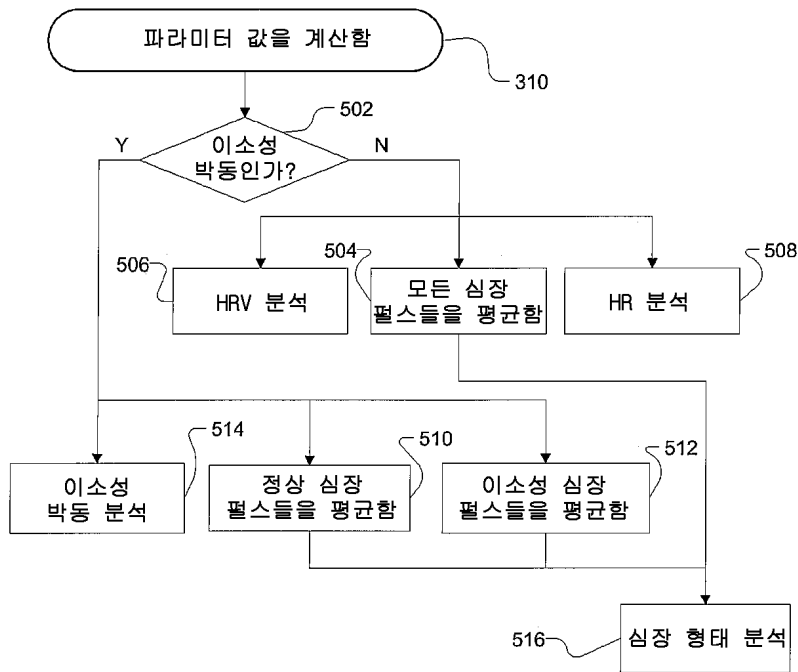 파라미터 값을 계산함
310
502
Y
이소성
박동인가?
N
506
HRV 분석
504
모든 심장
펄스들을 평균함
508
HR 분석
514
이소성
박동 분석
510
정상 심장
펄스들을 평균함
512
이소성 심장
펄스들을 평균함
516
심장 형태 분석